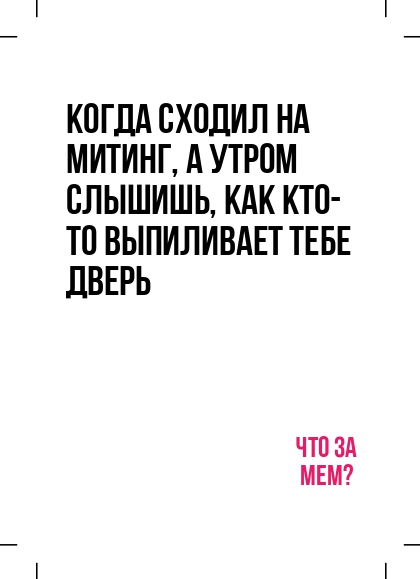 КОГДА СХОДИЛ НА
МИТИНГ, А УТРОМ
СЛЫШИШЬ, КАК КТО-
ТО ВЫПИЛИВАЕТ ТЕБЕ
ДВЕРЬ
ЧТО ЗА
МЕМ?